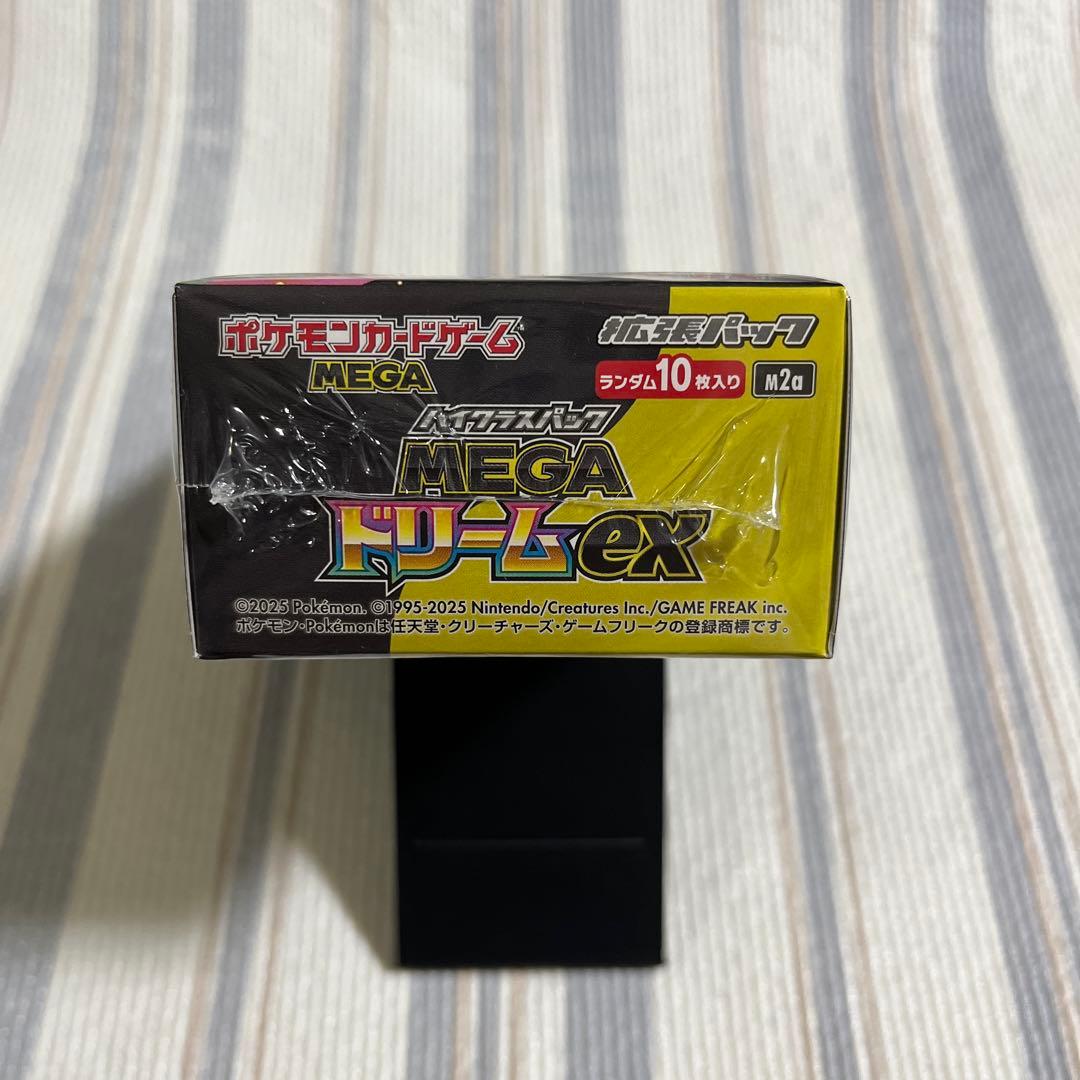 ポケモンカードゲーム
MEGA
拡張パック
ランダム10枚入り M2a
ハイクラスパック
MEGA
ドリームex
©2025 Pokémon. ©1995-2025 Nintendo/Creatures Inc./GAME FREAK inc.
ポケモン・Pokémonは任天堂・クリーチャーズ・ゲームフリークの登録商標です。